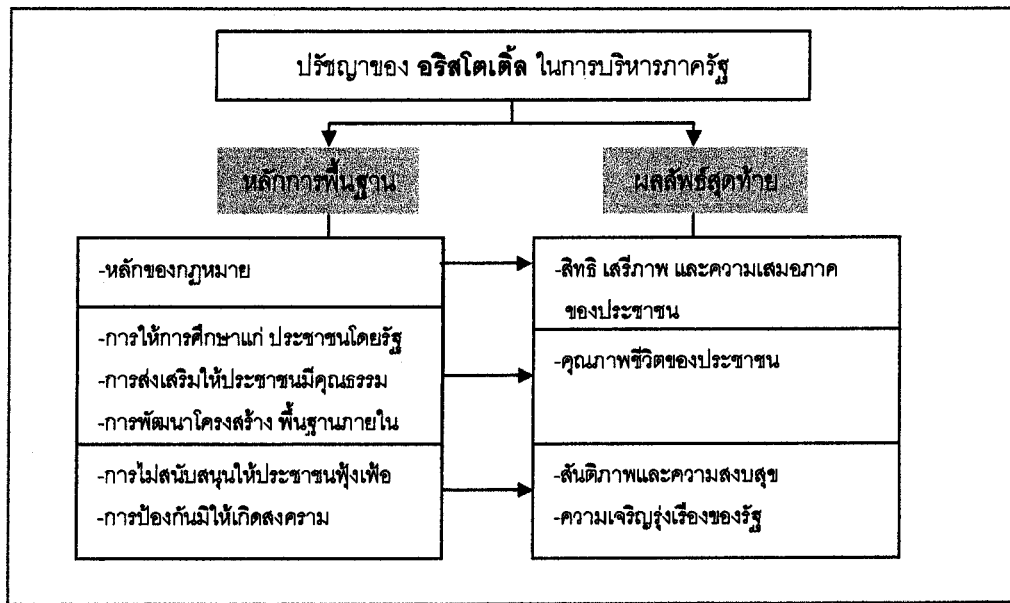 ปรัชญาของ อริสโตเติ้ล ในการบริหารภาครัฐ
หลักการพื้นฐาน
ผลลัพธ์สุดท้าย
-หลักของกฎหมาย
-สิทธิ เสรีภาพ และความเสมอภาค
ของประชาชน
-การให้การศึกษาแก่ ประชาชนโดยรัฐ
-การส่งเสริมให้ประชาชนมีคุณธรรม
-การพัฒนาโครงสร้าง พื้นฐานภายใน
-คุณภาพชีวิตของประชาชน
-การไม่สนับสนุนให้ประชาชนฟุ้งเฟ้อ
-การป้องกันมิให้เกิดสงคราม
-สันติภาพและความสงบสุข
-ความเจริญรุ่งเรืองของรัฐ